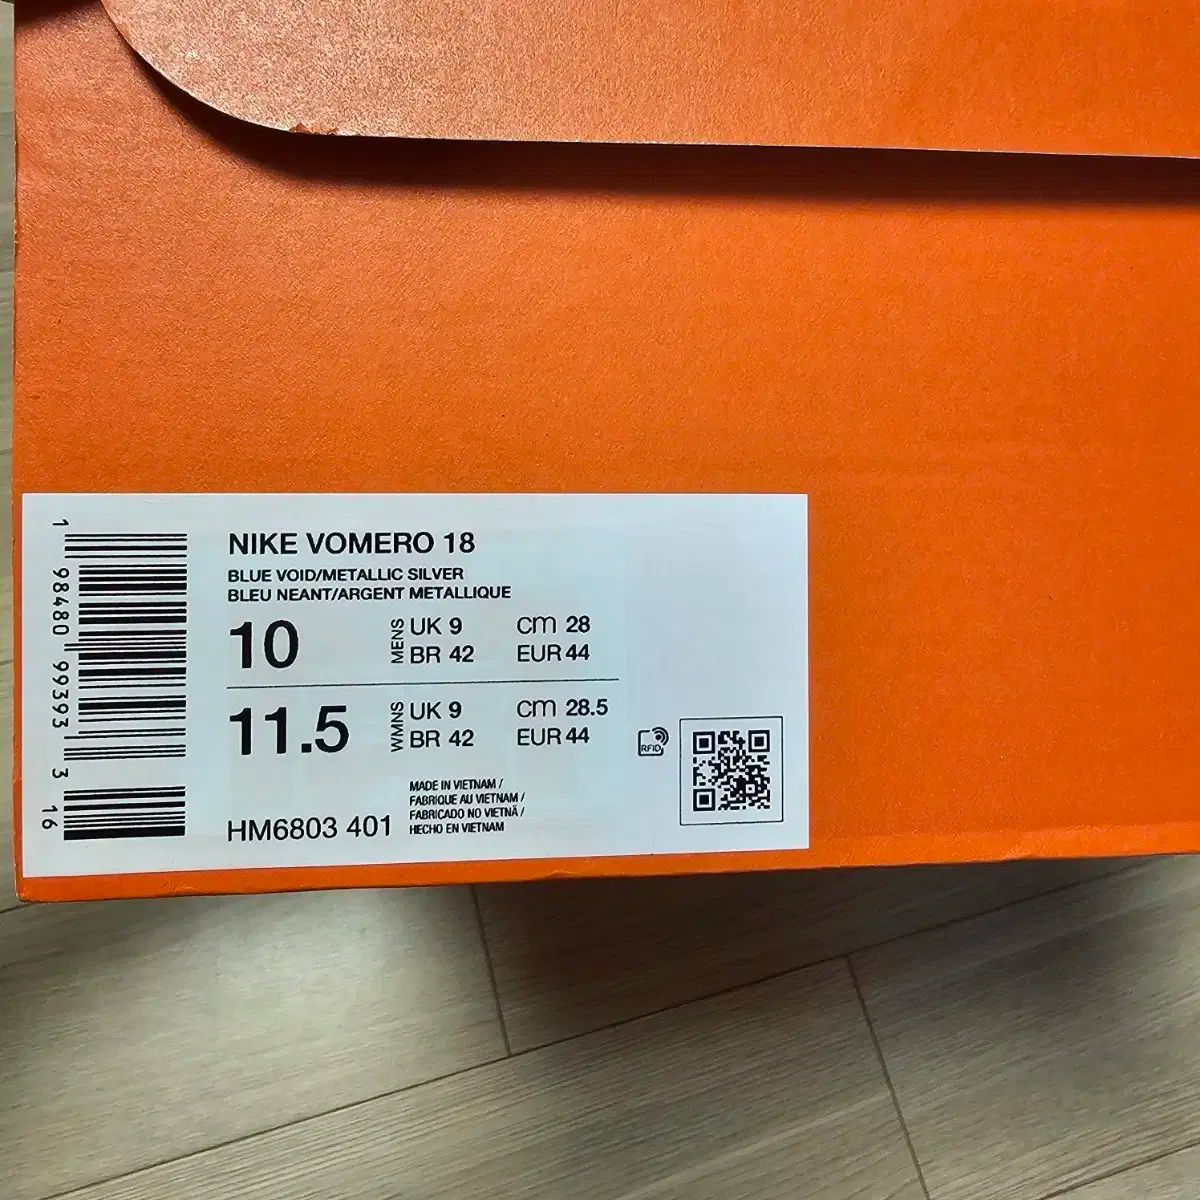 NIKE VOMERO 18
BLUE VOID/METALLIC SILVER
BLEU NEANT/ARGENT METALLIQUE
10 MENS UK 9 cm 28
BR 42 EUR 44
11.5 WMNS UK 9 cm 28.5
BR 42 EUR 44
RFID
HM6803 401
MADE IN VIETNAM /
FABRIQUE AU VIETNAM /
FABRICADO NO VIETNÃ /
HECHO EN VIETNAM
1 98480 99393 3 16